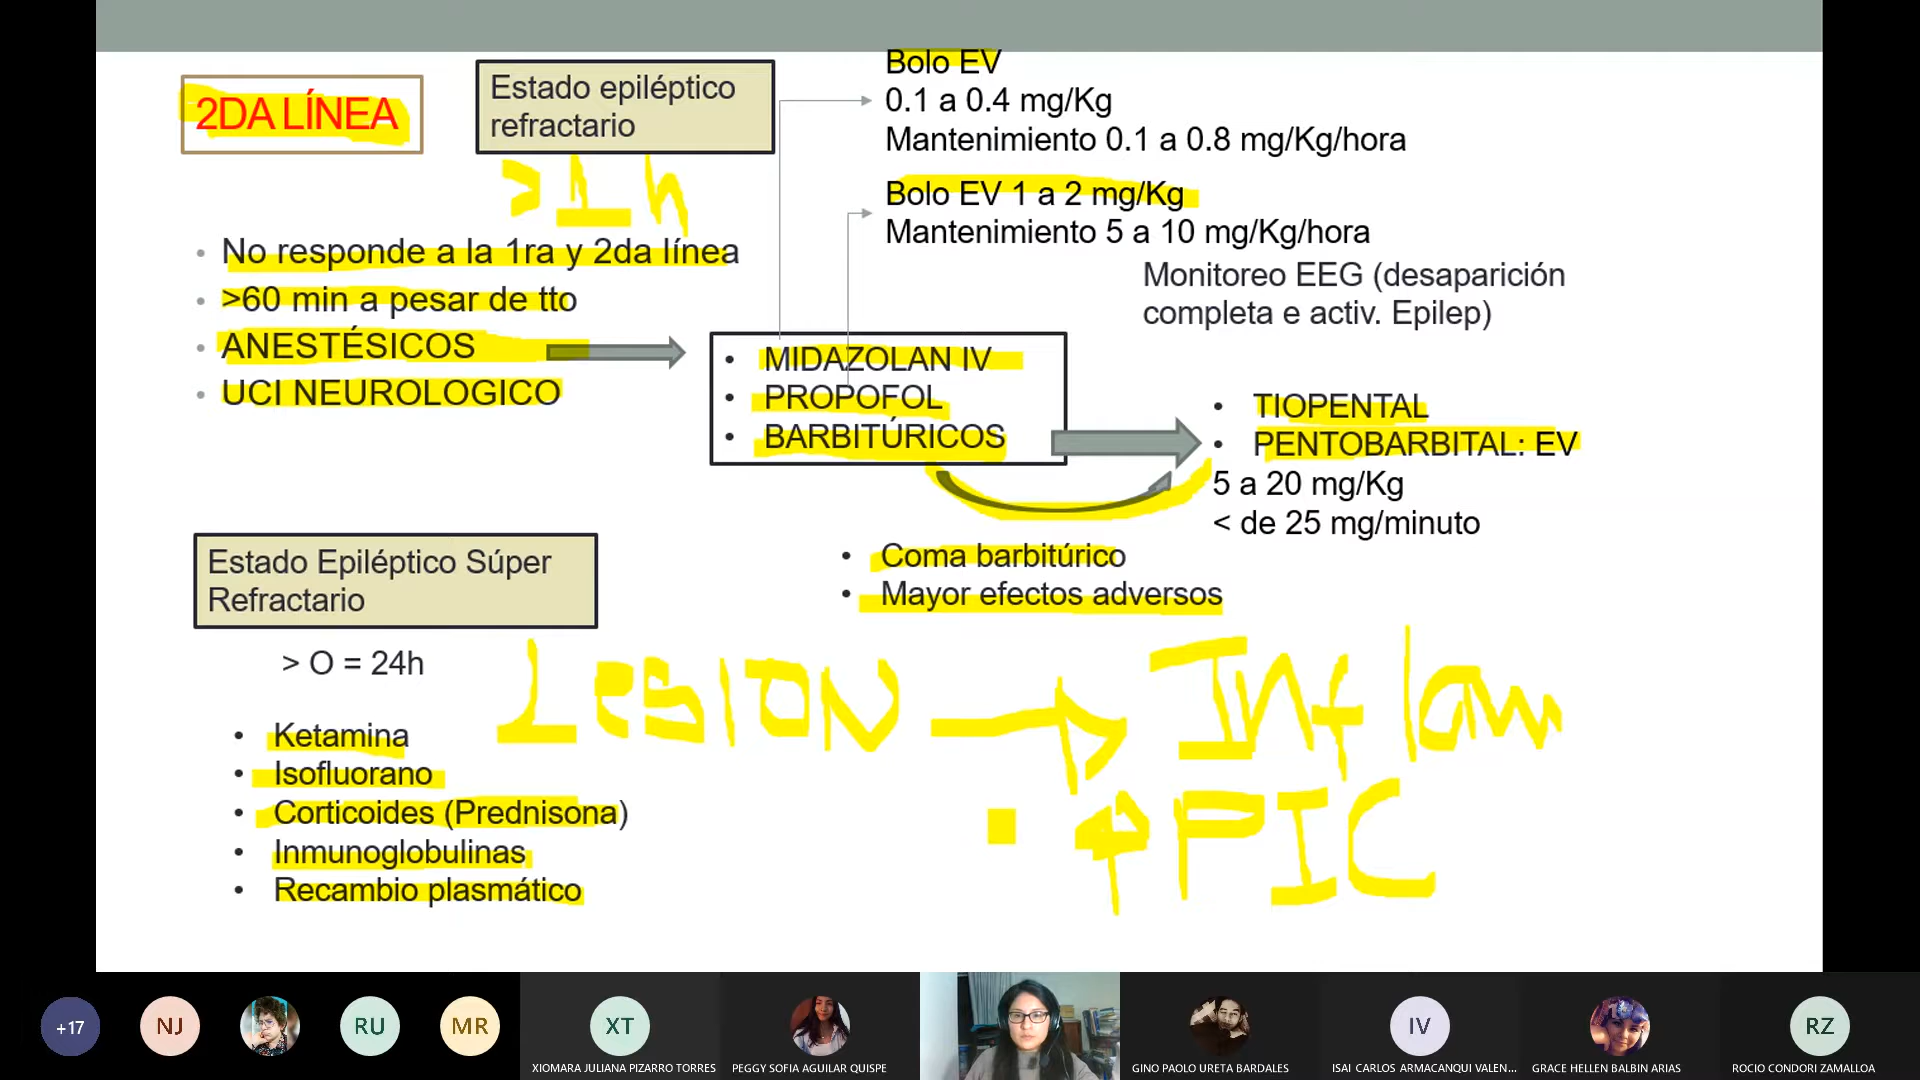 2DA LÍNEA
Estado epiléptico
refractario
>1 h
Bolo EV
0.1 a 0.4 mg/Kg
Mantenimiento 0.1 a 0.8 mg/Kg/hora
Bolo EV 1 a 2 mg/Kg
Mantenimiento 5 a 10 mg/Kg/hora
Monitoreo EEG (desaparición
completa e activ. Epilep)
• No responde a la 1ra y 2da línea
• >60 min a pesar de tto
• ANESTÉSICOS
• UCI NEUROLOGICO
• MIDAZOLAN IV
• PROPOFOL
• BARBITÚRICOS
• TIOPENTAL
• PENTOBARBITAL: EV
5 a 20 mg/Kg
< de 25 mg/minuto
• Coma barbitúrico
• Mayor efectos adversos
Estado Epiléptico Súper
Refractario
> O = 24h
• Ketamina
• Isofluorano
• Corticoides (Prednisona)
• Inmunoglobulinas
• Recambio plasmático
Lesion → Inflam
↑PIC
+17
NJ
RU
MR
XT
IV
RZ
XIOMARA JULIANA PIZARRO TORRES
PEGGY SOFIA AGUILAR QUISPE
GINO PAOLO URETA BARDALES
ISAI CARLOS ARMACANQUI VALEN...
GRACE HELLEN BALBIN ARIAS
ROCIO CONDORI ZAMALLOA